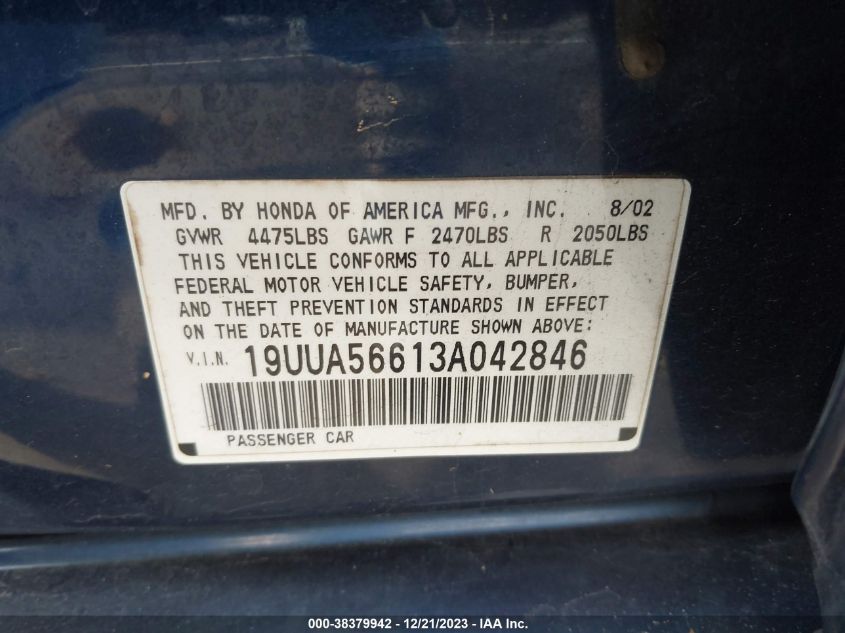 MFD. BY HONDA OF AMERICA MFG., INC. 8/02
GVWR 4475LBS GAWR F 2470LBS R 2050LBS
THIS VEHICLE CONFORMS TO ALL APPLICABLE
FEDERAL MOTOR VEHICLE SAFETY, BUMPER,
AND THEFT PREVENTION STANDARDS IN EFFECT
ON THE DATE OF MANUFACTURE SHOWN ABOVE:
V.I.N. 19UUA56613A042846
PASSENGER CAR
000-38379942 - 12/21/2023 - IAA Inc.